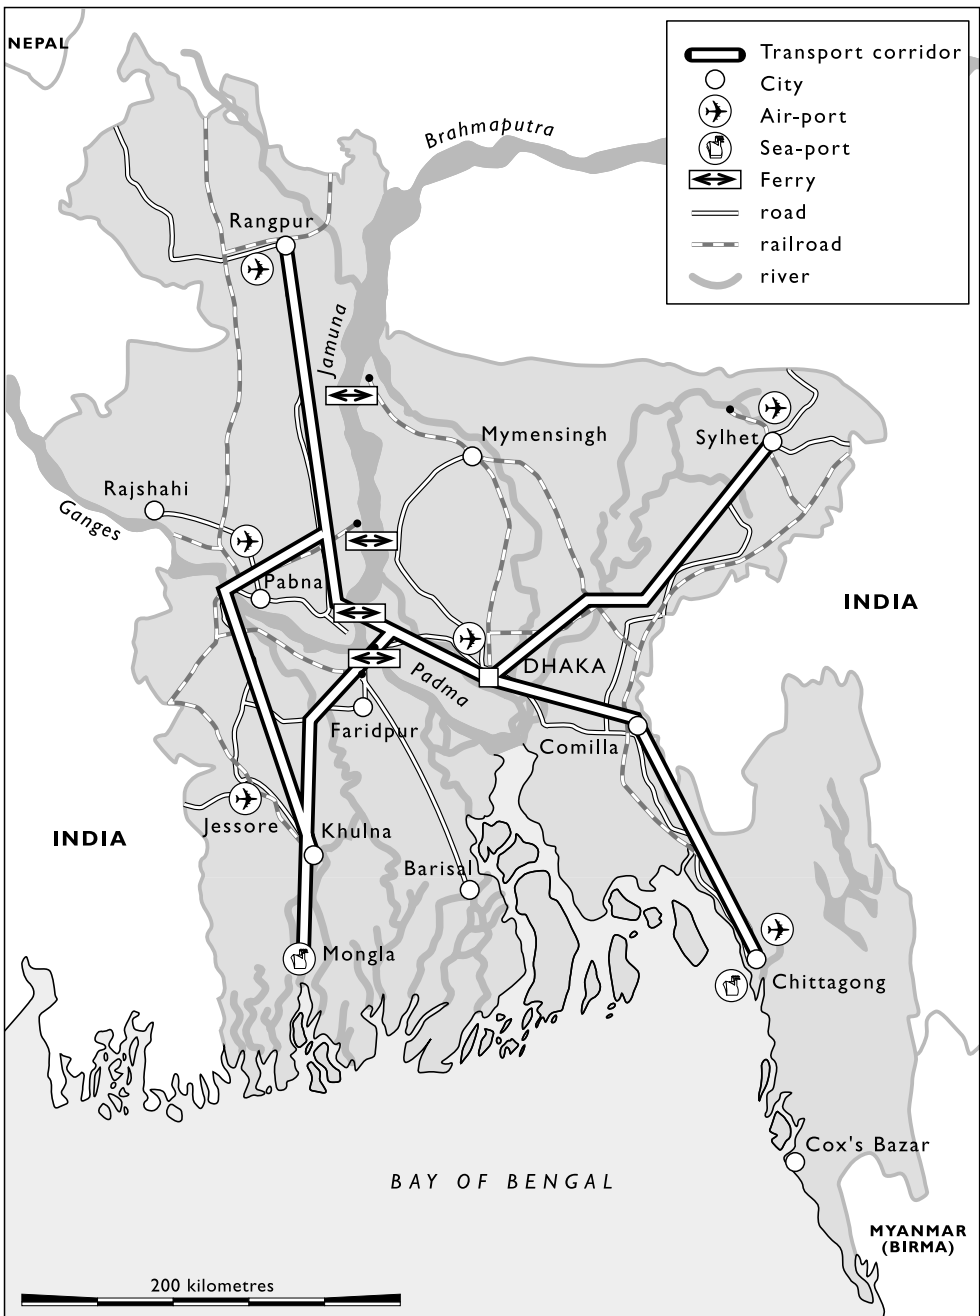 NEPAL
Brahmaputra
Transport corridor
City
Air-port
Sea-port
Ferry
road
railroad
river
Rangpur
Jamuna
Mymensingh
Sylhet
Rajshahi
Ganges
Pabna
INDIA
DHAKA
Padma
Faridpur
Comilla
Jessore
Khulna
INDIA
Barisal
Mongla
Chittagong
Cox's Bazar
BAY OF BENGAL
MYANMAR
(BIRMA)
200 kilometres